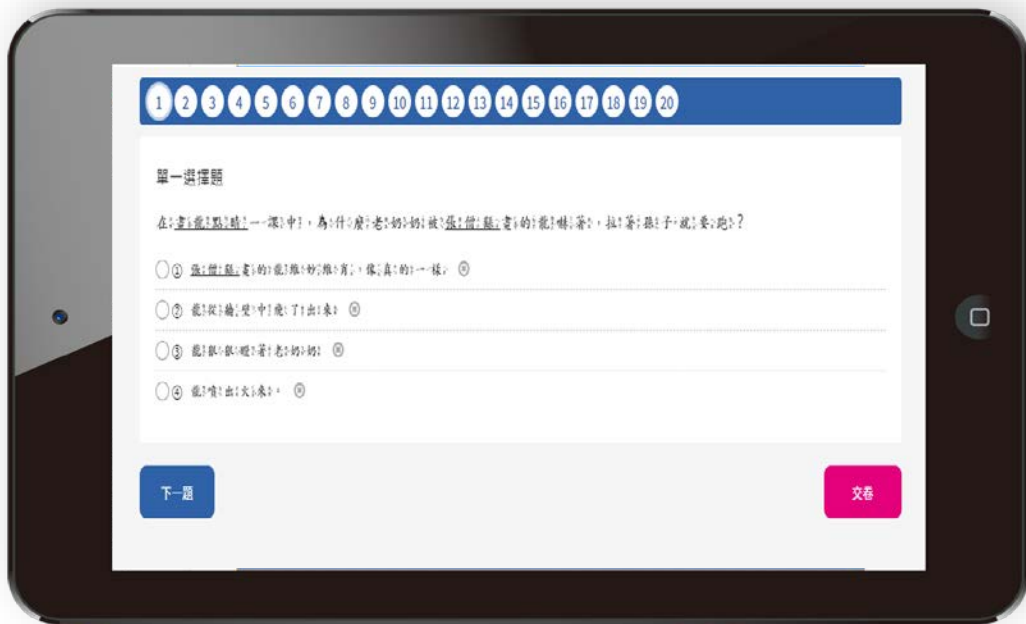 1 2 3 4 5 6 7 8 9 10 11 12 13 14 15 16 17 18 19 20
單一選擇題
在畫龍點睛一課中,為什麼老奶奶被張僧繇畫的龍嚇著,拉著孫子就要跑?
① 張僧繇畫的龍維妙維肖,像真的一樣。
② 龍從牆壁中飛了出來。
③ 龍狠狠瞪著老奶奶。
④ 龍噴出火來。
下一題
交卷